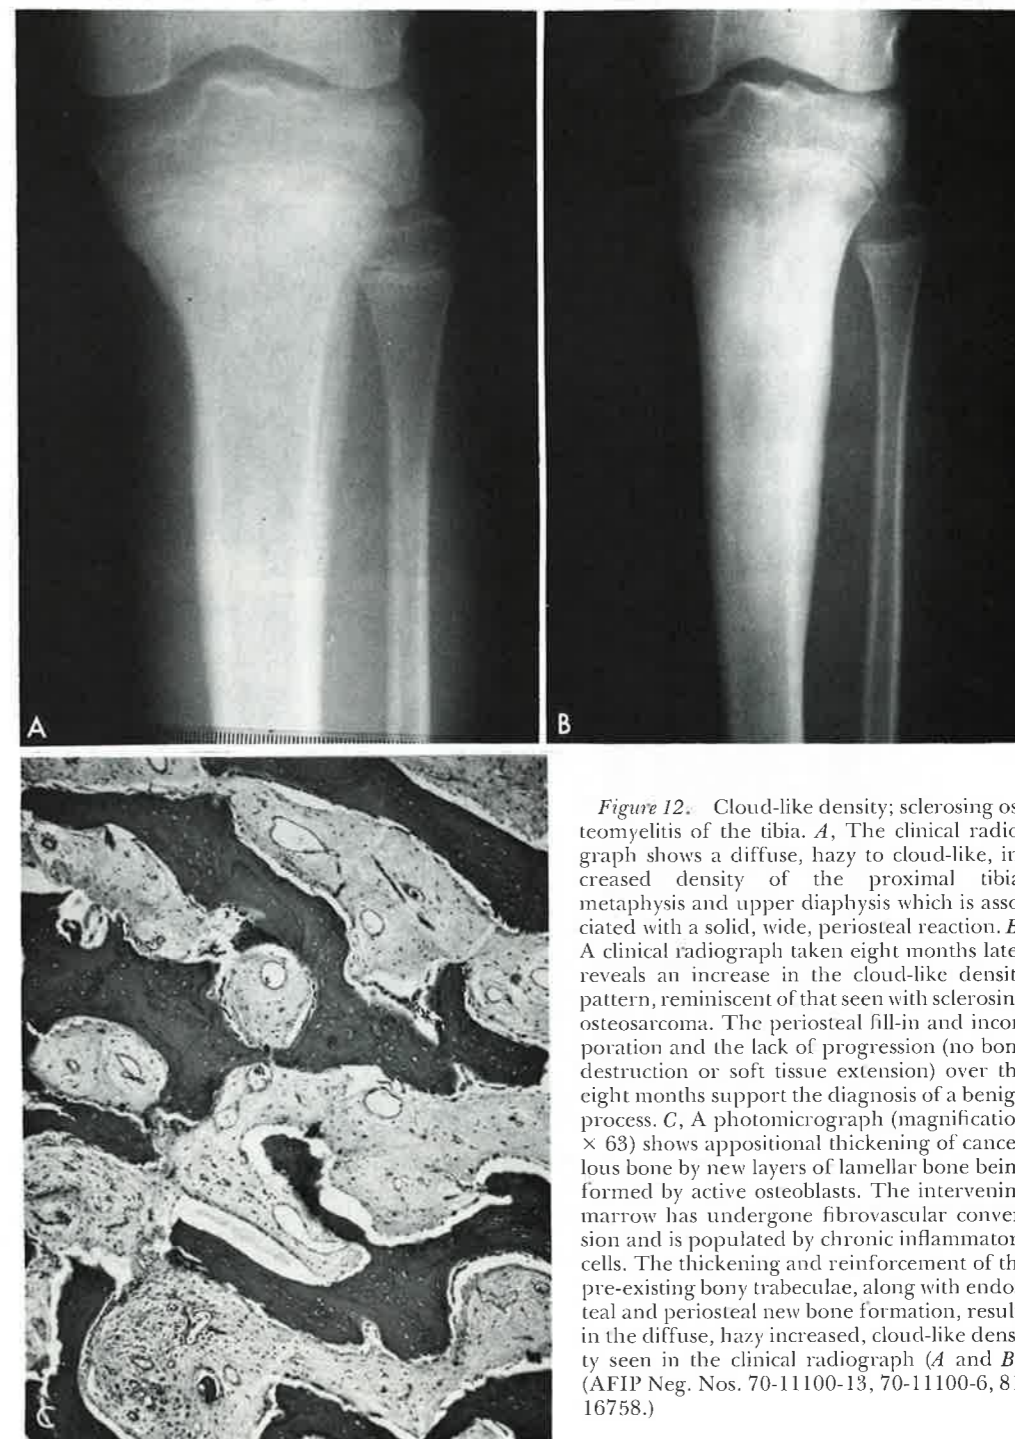 A
B
C
Figure 12. Cloud-like density; sclerosing os
teomyelitis of the tibia. A, The clinical radio
graph shows a diffuse, hazy to cloud-like, in
creased density of the proximal tibia
metaphysis and upper diaphysis which is asso
ciated with a solid, wide, periosteal reaction. B
A clinical radiograph taken eight months late
reveals an increase in the cloud-like densit
pattern, reminiscent of that seen with sclerosin
osteosarcoma. The periosteal fill-in and incor
poration and the lack of progression (no bon
destruction or soft tissue extension) over th
eight months support the diagnosis of a benig
process. C, A photomicrograph (magnificatio
× 63) shows appositional thickening of cance
lous bone by new layers of lamellar bone bein
formed by active osteoblasts. The intervenin
marrow has undergone fibrovascular conver
sion and is populated by chronic inflammator
cells. The thickening and reinforcement of th
pre-existing bony trabeculae, along with endo
teal and periosteal new bone formation, result
in the diffuse, hazy increased, cloud-like densi
ty seen in the clinical radiograph (A and B
(AFIP Neg. Nos. 70-11100-13, 70-11100-6, 81
16758.)